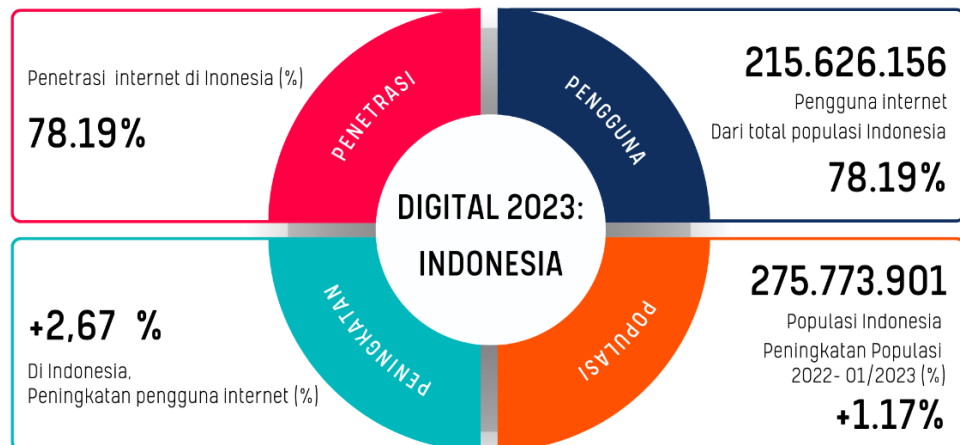 Penetrasi internet di Inonesia (%)
78.19%
PENETRASI
PENGGUNA
215.626.156
Pengguna internet
Dari total populasi Indonesia
78.19%
DIGITAL 2023:
INDONESIA
+2,67 %
Di Indonesia,
Peningkatan pengguna internet (%)
PENINGKATAN
POPULASI
275.773.901
Populasi Indonesia
Peningkatan Populasi
2022- 01/2023 (%)
+1.17%